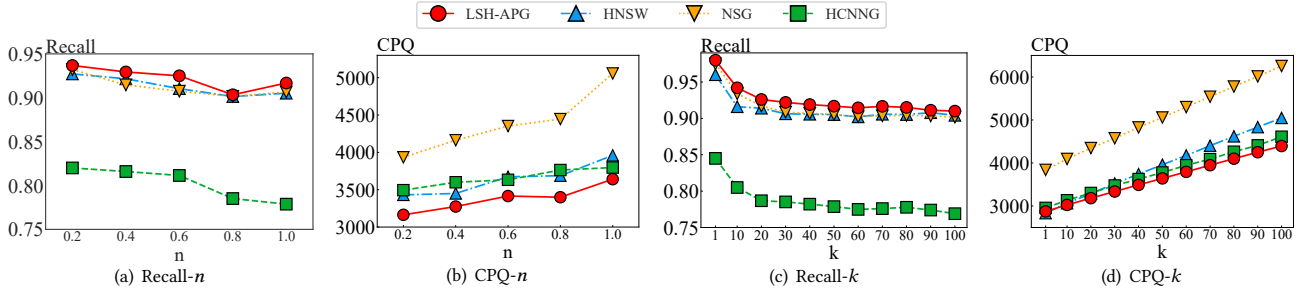 LSH-APG HNSW NSG HCNNG
Recall
0.95
0.90
0.85
0.80
0.75
0.2 0.4 0.6 0.8 1.0
n
(a) Recall-n
CPQ
5000
4500
4000
3500
3000
0.2 0.4 0.6 0.8 1.0
n
(b) CPQ-n
Recall
0.95
0.90
0.85
0.80
0.75
1 10 20 30 40 50 60 70 80 90 100
k
(c) Recall-k
CPQ
6000
5000
4000
3000
1 10 20 30 40 50 60 70 80 90 100
k
(d) CPQ-k